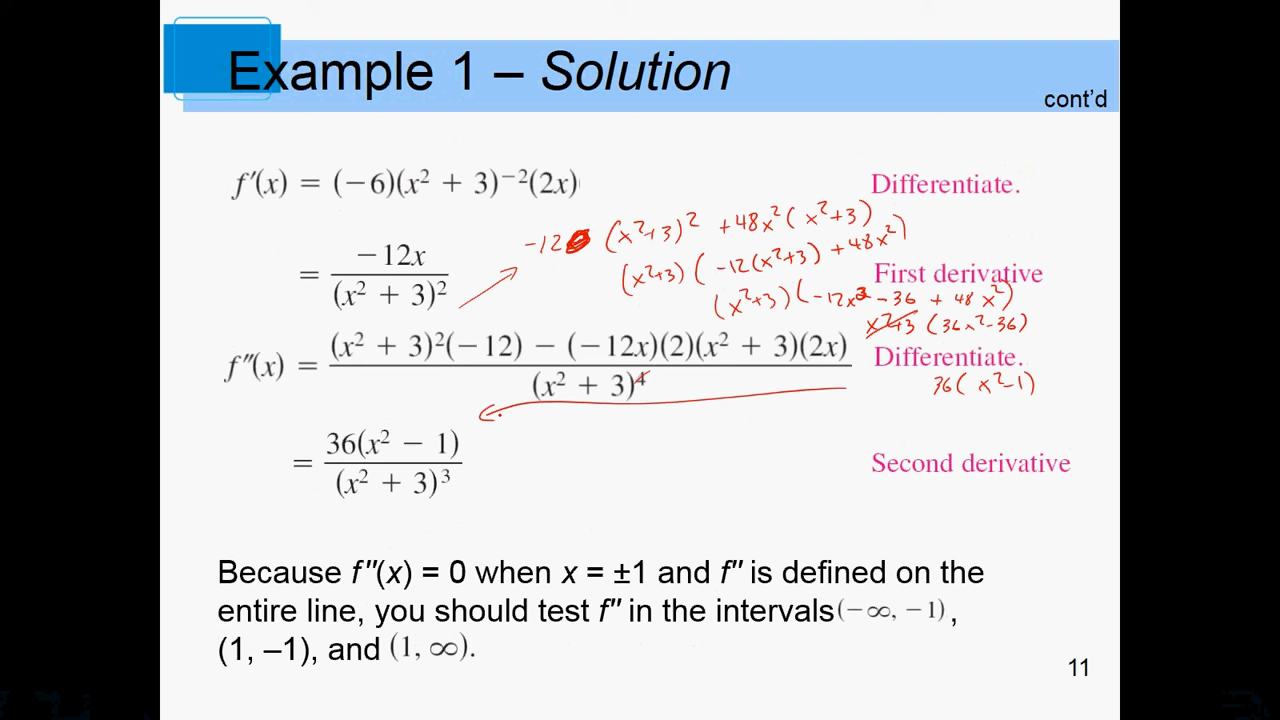 Example 1 – Solution
cont'd
f′(x) = (−6)(x² + 3)⁻²(2x)
Differentiate.
-12 (x²+3)² + 48x² (x²+3)
= −12x / (x² + 3)²
(x²+3) ( -12(x²+3) + 48x² )
First derivative
(x²+3) ( -12x² - 36 + 48x² )
x²+3 (36x²-36)
f″(x) = (x² + 3)²(−12) − (−12x)(2)(x² + 3)(2x) / (x² + 3)⁴
Differentiate.
36( x²-1)
= 36(x² − 1) / (x² + 3)³
Second derivative
Because f″(x) = 0 when x = ±1 and f″ is defined on the
entire line, you should test f″ in the intervals (−∞, −1) ,
(1, –1), and (1, ∞).
11